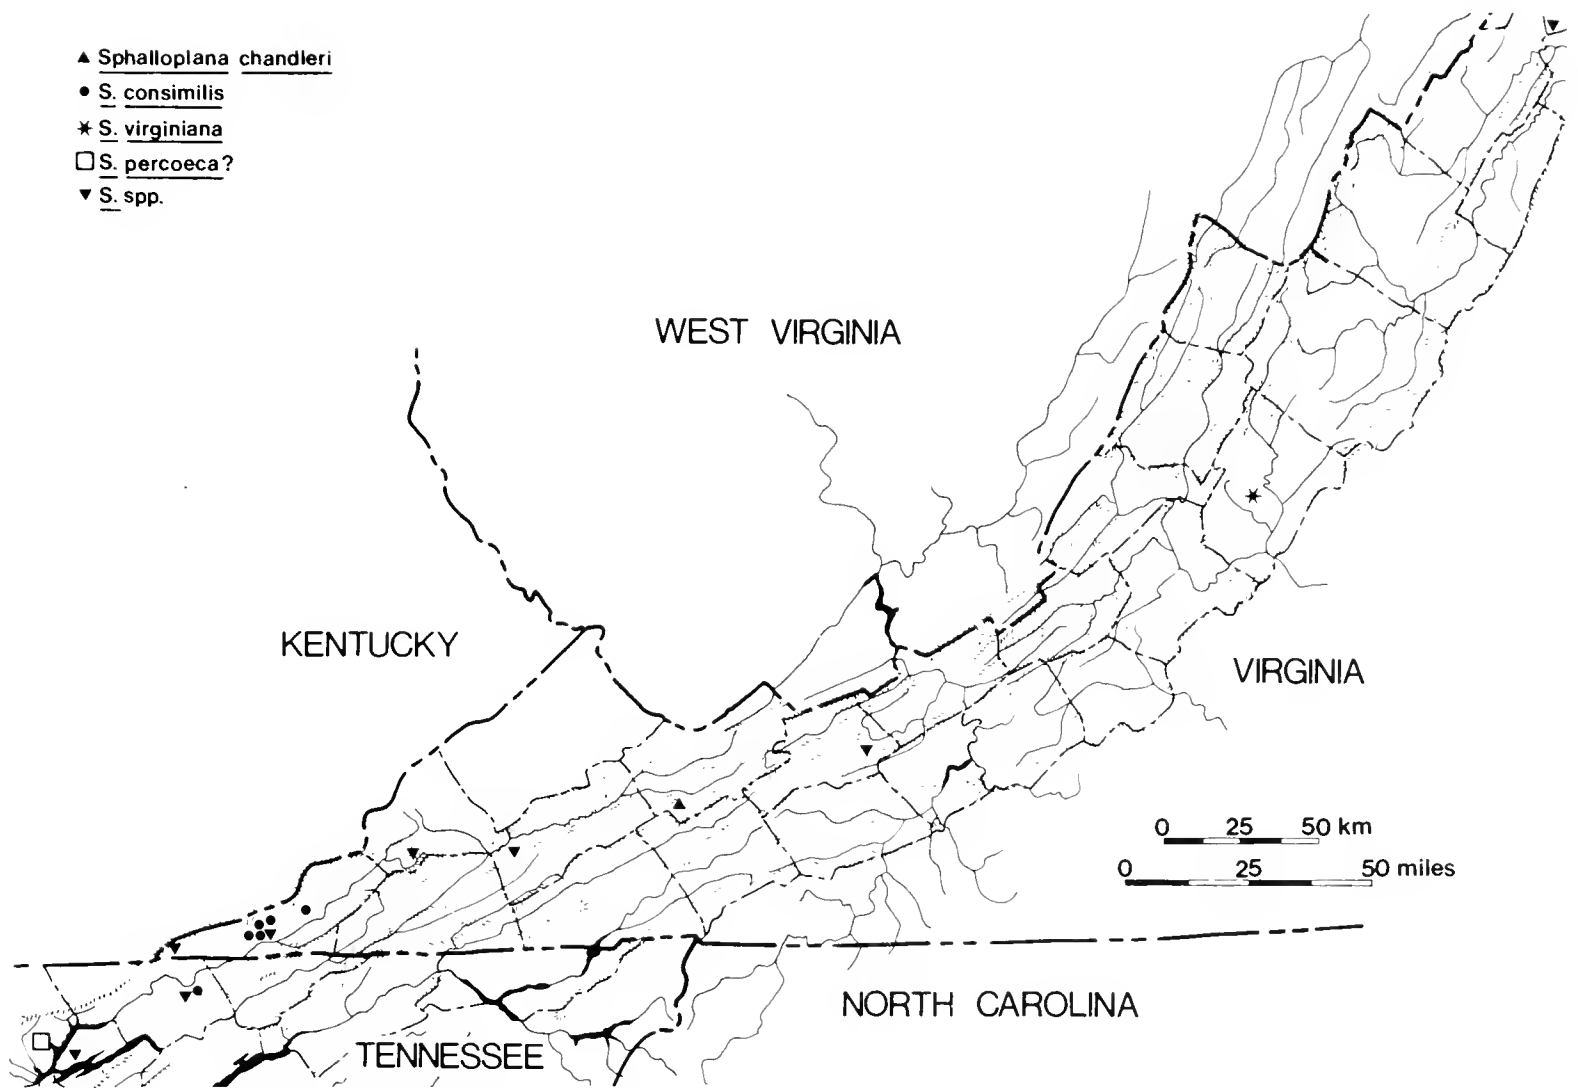 Sphalloplana chandleri
S. consimilis
S. virginiana
S. percoeca?
S. spp.
WEST VIRGINIA
KENTUCKY
VIRGINIA
0 25 50 km
0 25 50 miles
NORTH CAROLINA
TENNESSEE